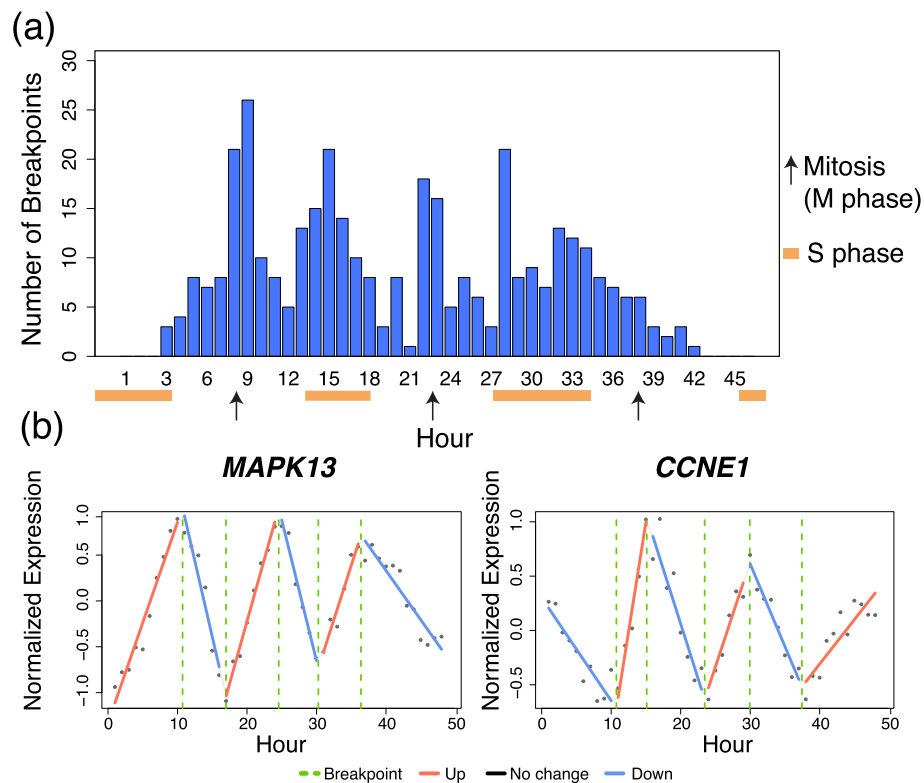 (a)
Number of Breakpoints
30
25
20
15
10
5
0
1 3 6 9 12 15 18 21 24 27 30 33 36 39 42 45
Hour
Mitosis
(M phase)
S phase
(b)
MAPK13
Normalized Expression
1.0
0.5
0.0
−0.5
−1.0
0 10 20 30 40 50
Hour
CCNE1
Normalized Expression
1.0
0.5
0.0
−0.5
0 10 20 30 40 50
Hour
Breakpoint Up No change Down